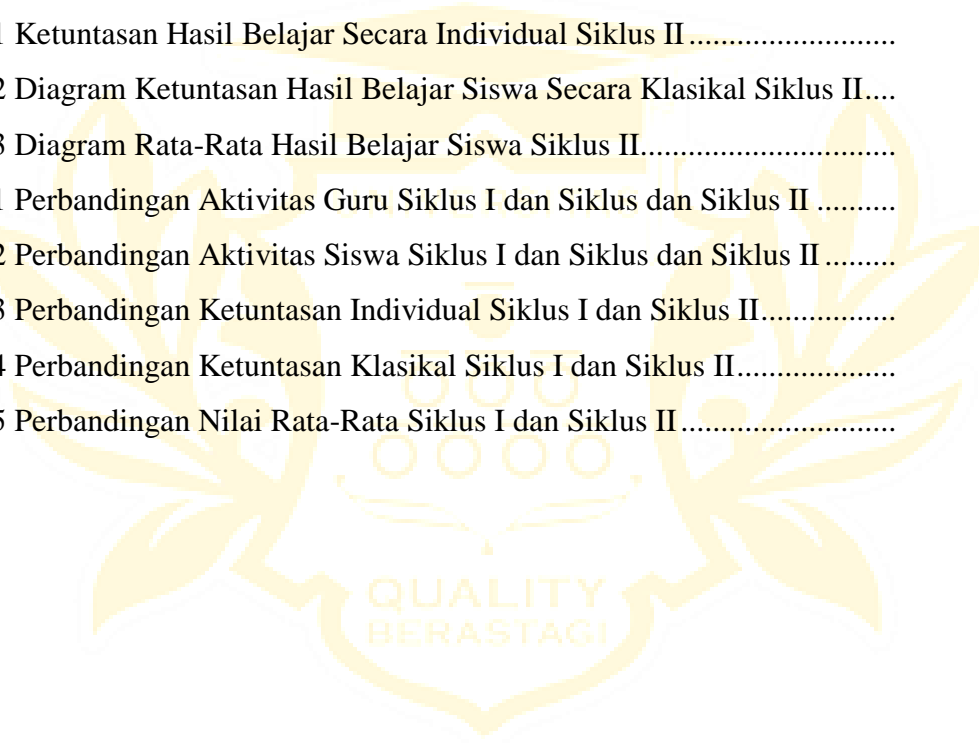 1 Ketuntasan Hasil Belajar Secara Individual Siklus II.........................
2 Diagram Ketuntasan Hasil Belajar Siswa Secara Klasikal Siklus II....
3 Diagram Rata-Rata Hasil Belajar Siswa Siklus II............................
1 Perbandingan Aktivitas Guru Siklus I dan Siklus dan Siklus II ..........
2 Perbandingan Aktivitas Siswa Siklus I dan Siklus dan Siklus II .........
3 Perbandingan Ketuntasan Individual Siklus I dan Siklus II.................
4 Perbandingan Ketuntasan Klasikal Siklus I dan Siklus II....................
5 Perbandingan Nilai Rata-Rata Siklus I dan Siklus II ..........................
QUALITY
BERASTAGI